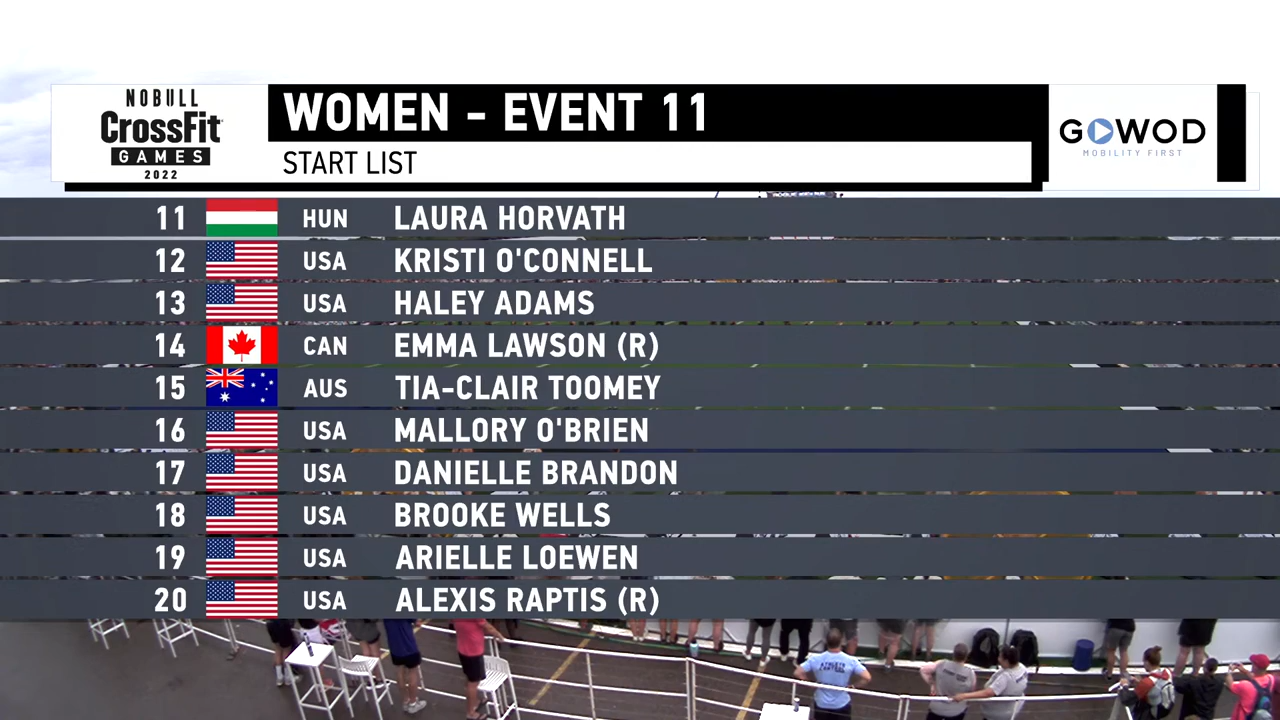 NOBULL
CrossFit
GAMES
2022
WOMEN - EVENT 11
START LIST
GOWOD
MOBILITY FIRST
11 HUN LAURA HORVATH
12 USA KRISTI O'CONNELL
13 USA HALEY ADAMS
14 CAN EMMA LAWSON (R)
15 AUS TIA-CLAIR TOOMEY
16 USA MALLORY O'BRIEN
17 USA DANIELLE BRANDON
18 USA BROOKE WELLS
19 USA ARIELLE LOEWEN
20 USA ALEXIS RAPTIS (R)
ATHLETE
CONTROL